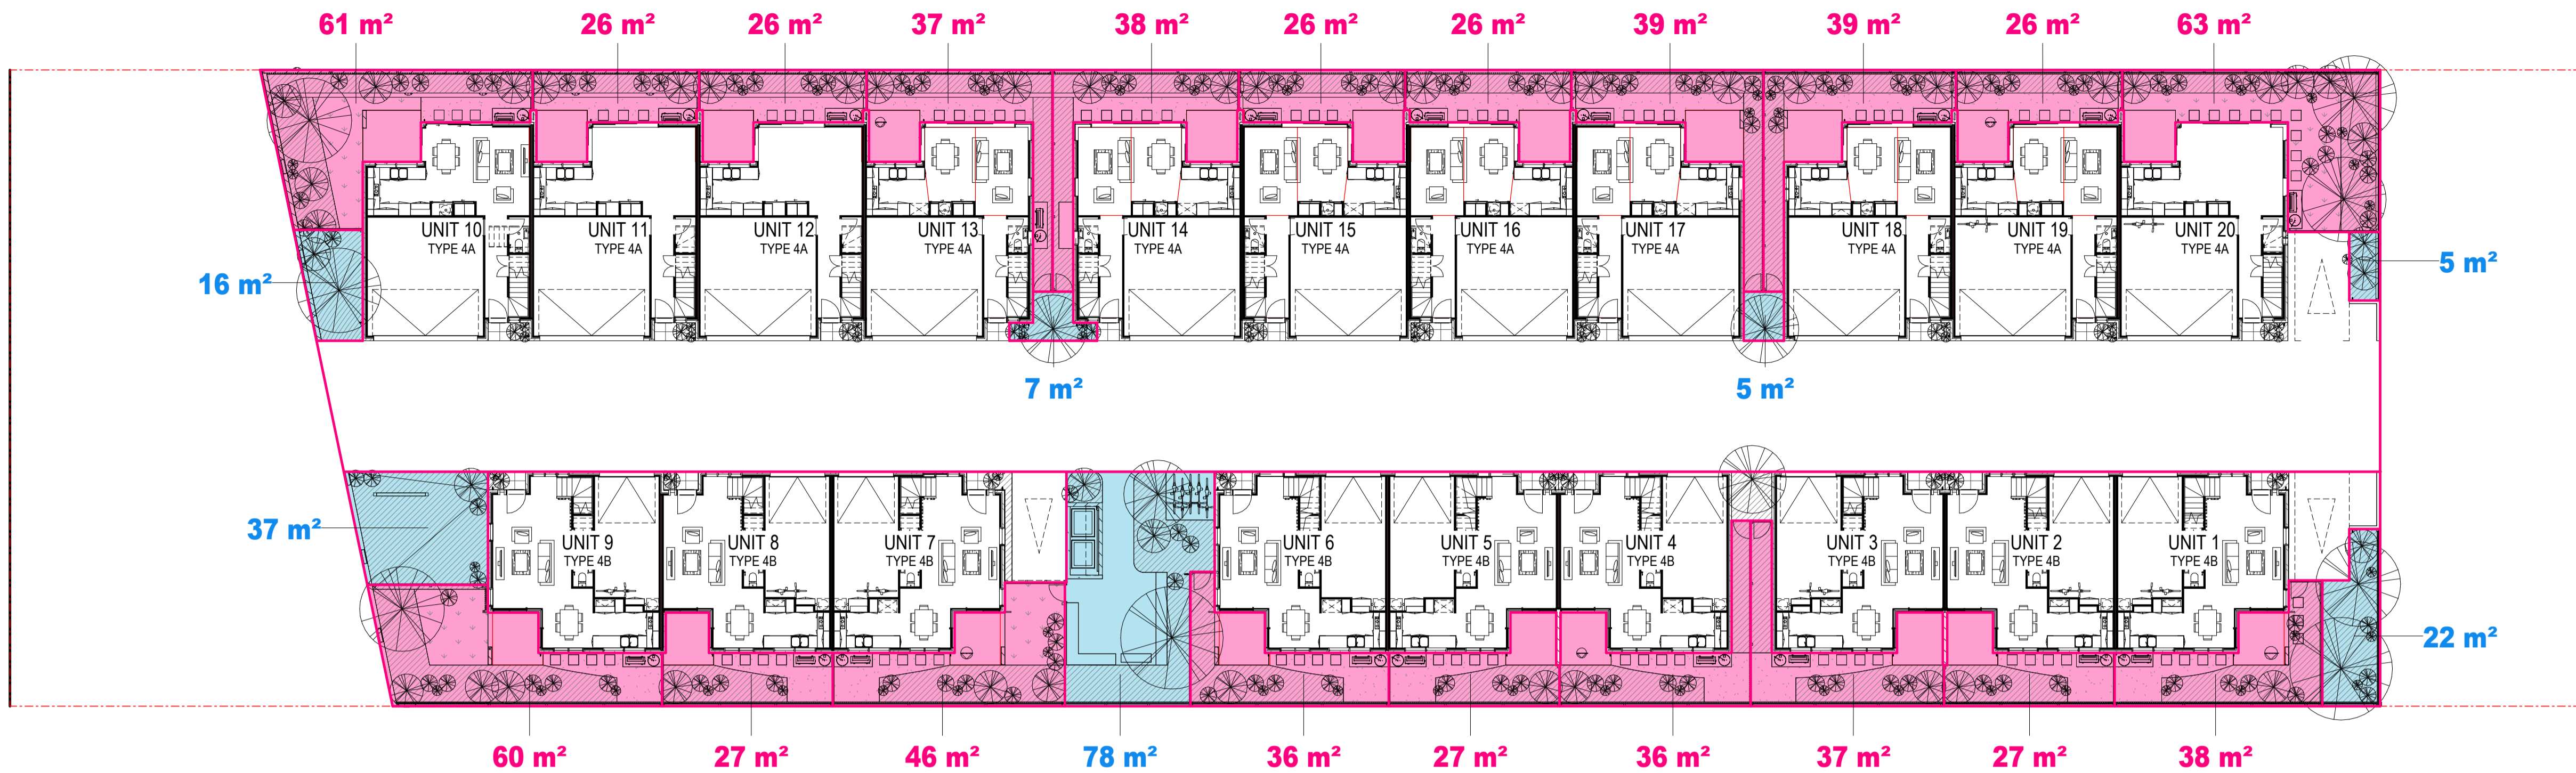 61 m² 26 m² 26 m² 37 m² 38 m² 26 m² 26 m² 39 m² 39 m² 26 m² 63 m²
UNIT 10 UNIT 11 UNIT 12 UNIT 13 UNIT 14 UNIT 15 UNIT 16 UNIT 17 UNIT 18 UNIT 19 UNIT 20
TYPE 4A TYPE 4A TYPE 4A TYPE 4A TYPE 4A TYPE 4A TYPE 4A TYPE 4A TYPE 4A TYPE 4A TYPE 4A
16 m² 5 m²
7 m² 5 m²
37 m²
UNIT 9 UNIT 8 UNIT 7 UNIT 6 UNIT 5 UNIT 4 UNIT 3 UNIT 2 UNIT 1
TYPE 4B TYPE 4B TYPE 4B TYPE 4B TYPE 4B TYPE 4B TYPE 4B TYPE 4B TYPE 4B
22 m²
60 m² 27 m² 46 m² 78 m² 36 m² 27 m² 36 m² 37 m² 27 m² 38 m²